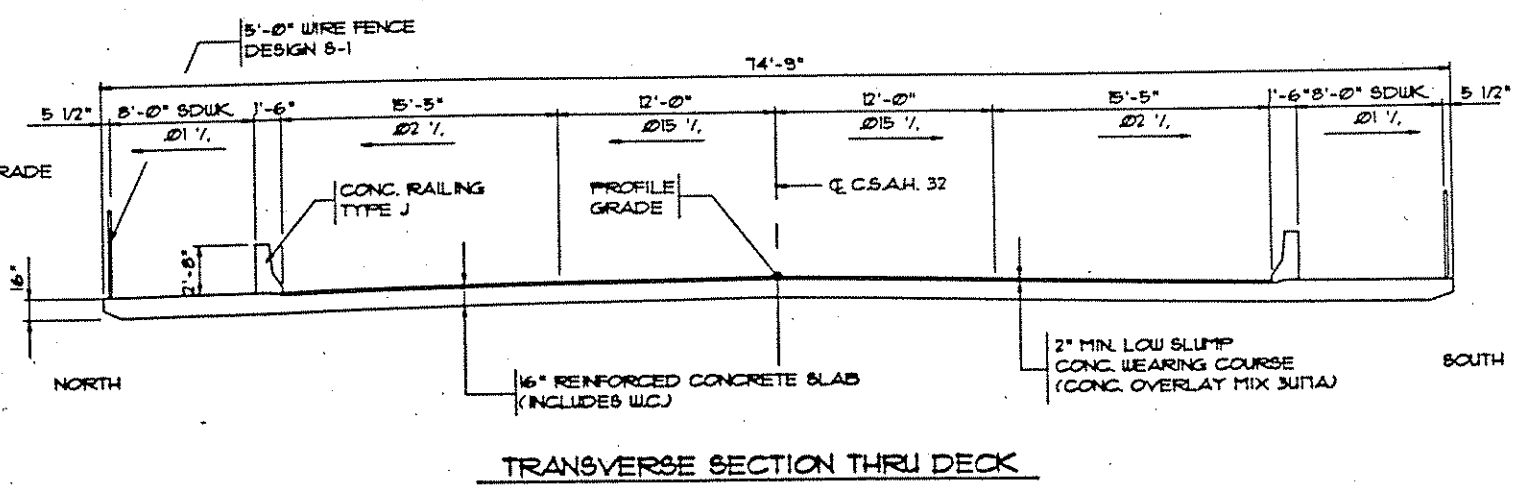 5'-0" WIRE FENCE
DESIGN S-1
74'-9"
5 1/2" 8'-0" SDWK 1'-6" 15'-5" 12'-0" 12'-0" 15'-5" 1'-6" 8'-0" SDWK 5 1/2"
.01 '/, .02 '/, .015 '/, .015 '/, .02 '/, .01 '/,
RADE
CONC. RAILING
TYPE J
PROFILE
GRADE
℄ C.S.A.H. 32
2'-8"
16"
NORTH
16" REINFORCED CONCRETE SLAB
(INCLUDES W.C.)
2" MIN. LOW SLUMP
CONC. WEARING COURSE
(CONC. OVERLAY MIX 3U17A)
SOUTH
TRANSVERSE SECTION THRU DECK